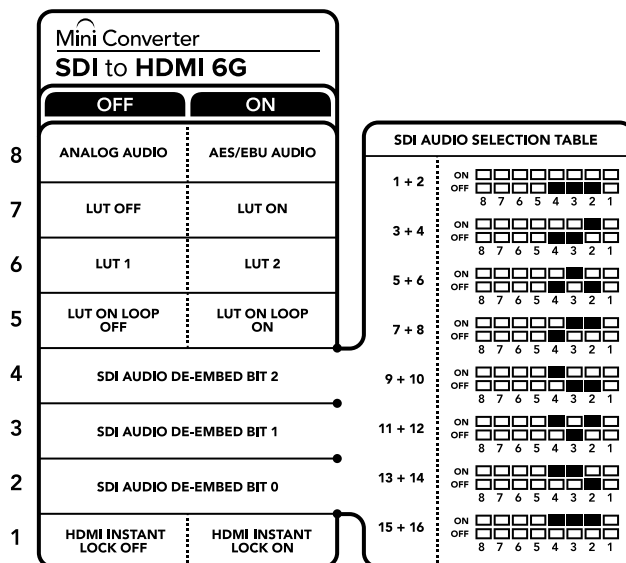 Mini Converter
SDI to HDMI 6G
OFF ON
8 ANALOG AUDIO AES/EBU AUDIO
7 LUT OFF LUT ON
6 LUT 1 LUT 2
5 LUT ON LOOP OFF LUT ON LOOP ON
4 SDI AUDIO DE-EMBED BIT 2
3 SDI AUDIO DE-EMBED BIT 1
2 SDI AUDIO DE-EMBED BIT 0
1 HDMI INSTANT LOCK OFF HDMI INSTANT LOCK ON
SDI AUDIO SELECTION TABLE
1 + 2
ON
OFF
8 7 6 5 4 3 2 1
3 + 4
ON
OFF
8 7 6 5 4 3 2 1
5 + 6
ON
OFF
8 7 6 5 4 3 2 1
7 + 8
ON
OFF
8 7 6 5 4 3 2 1
9 + 10
ON
OFF
8 7 6 5 4 3 2 1
11 + 12
ON
OFF
8 7 6 5 4 3 2 1
13 + 14
ON
OFF
8 7 6 5 4 3 2 1
15 + 16
ON
OFF
8 7 6 5 4 3 2 1